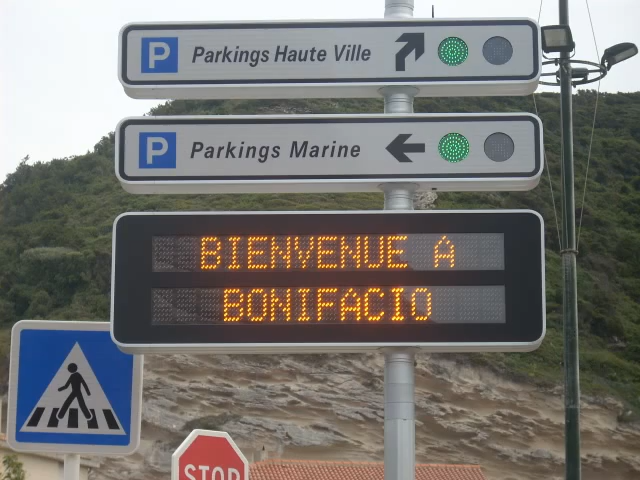 P Parkings Haute Ville
P Parkings Marine
BIENVENUE A
BONIFACIO
STOP